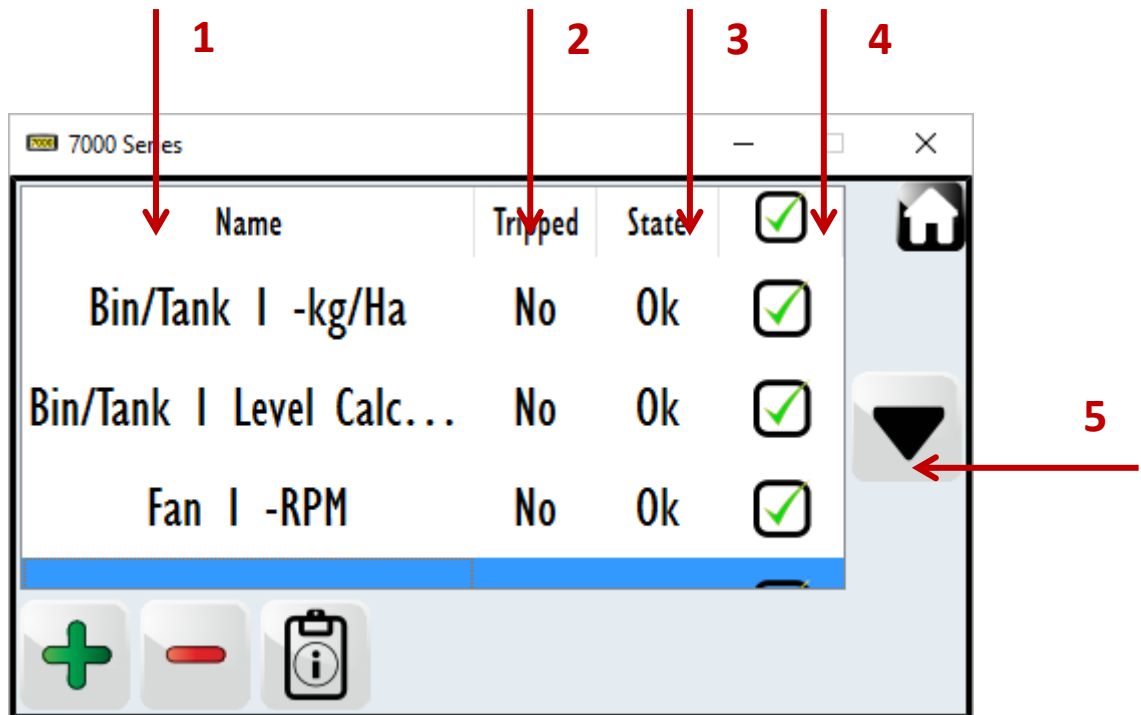 1 2 3 4
7000 7000 Series
Name Tripped State
Bin/Tank 1 -kg/Ha No Ok
Bin/Tank 1 Level Calc... No Ok
5
Fan 1 -RPM No Ok